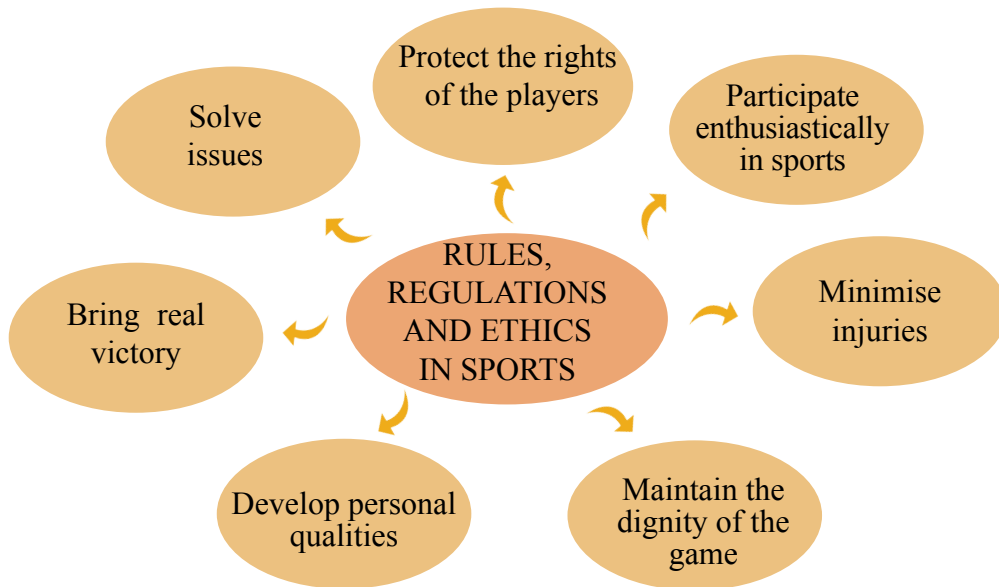 Protect the rights
of the players
Participate
enthusiastically
in sports
Solve
issues
RULES,
REGULATIONS
AND ETHICS
IN SPORTS
Minimise
injuries
Bring real
victory
Develop personal
qualities
Maintain the
dignity of the
game